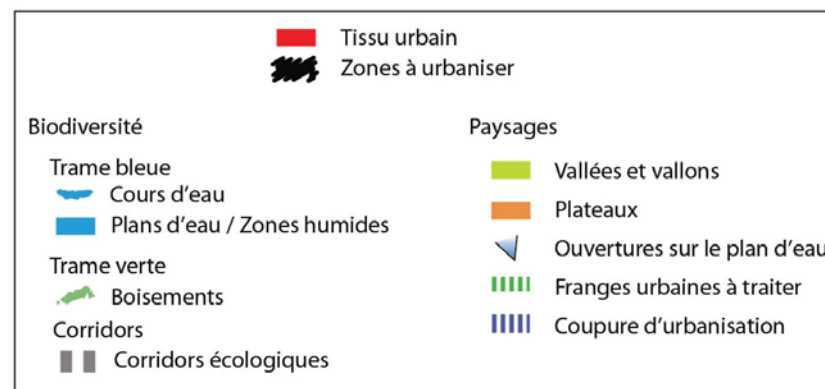 Tissu urbain
Zones à urbaniser
Biodiversité
Trame bleue
Cours d'eau
Plans d'eau / Zones humides
Trame verte
Boisements
Corridors
Corridors écologiques
Paysages
Vallées et vallons
Plateaux
Ouvertures sur le plan d'eau
Franges urbaines à traiter
Coupure d'urbanisation